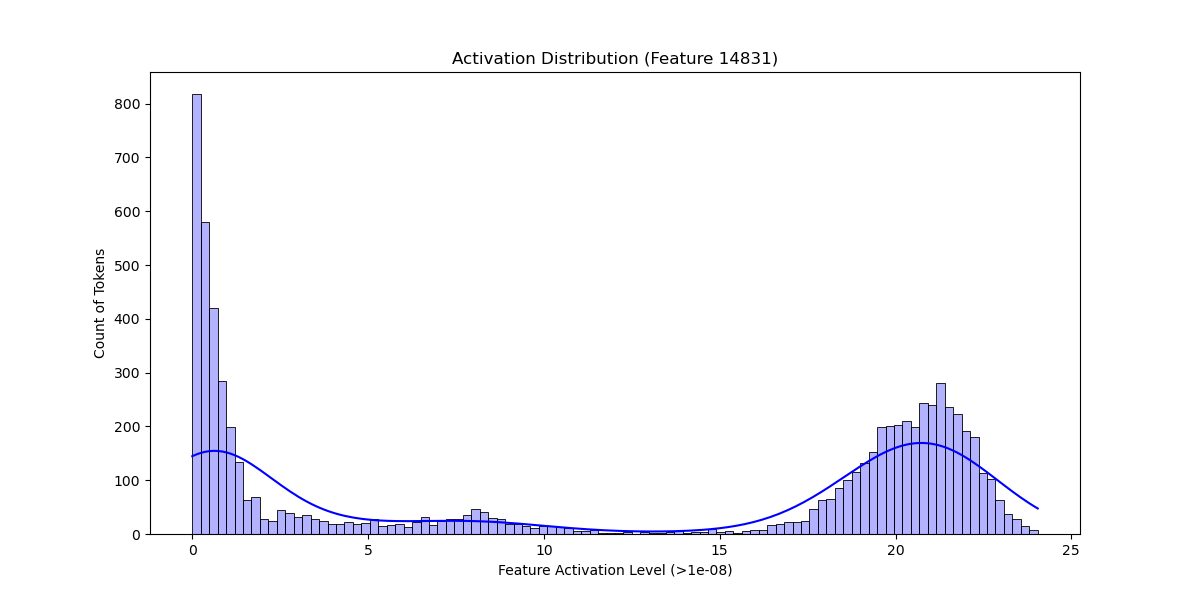 Activation Distribution (Feature 14831)
800
700
600
500
400
300
200
100
0
Count of Tokens
0 5 10 15 20 25
Feature Activation Level (>1e-08)